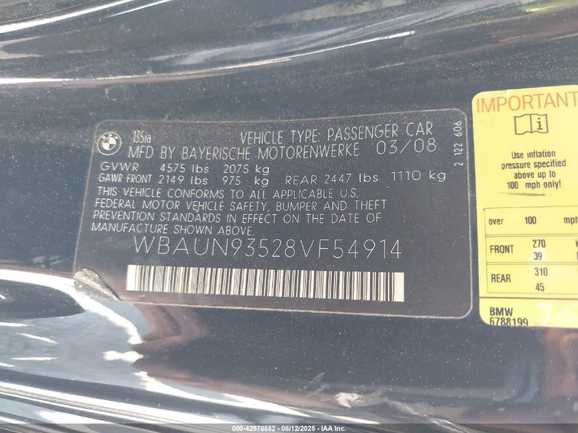 BMW
135ia
VEHICLE TYPE: PASSENGER CAR
MFD BY BAYERISCHE MOTORENWERKE 03/08
GVWR 4575 lbs 2075 kg
GAWR FRONT 2149 lbs 975 kg REAR 2447 lbs 1110 kg
THIS VEHICLE CONFORMS TO ALL APPLICABLE U.S.
FEDERAL MOTOR VEHICLE SAFETY, BUMPER AND THEFT
PREVENTION STANDARDS IN EFFECT ON THE DATE OF
MANUFACTURE SHOWN ABOVE.
WBAUN93528VF54914
2 122 606
IMPORTANT
Use inflation
pressure specified
above up to
100 mph only!
over 100 mph
FRONT 270
39
REAR 310
45
BMW
6788199
000-42976682 - 08/12/2025 - IAA Inc.